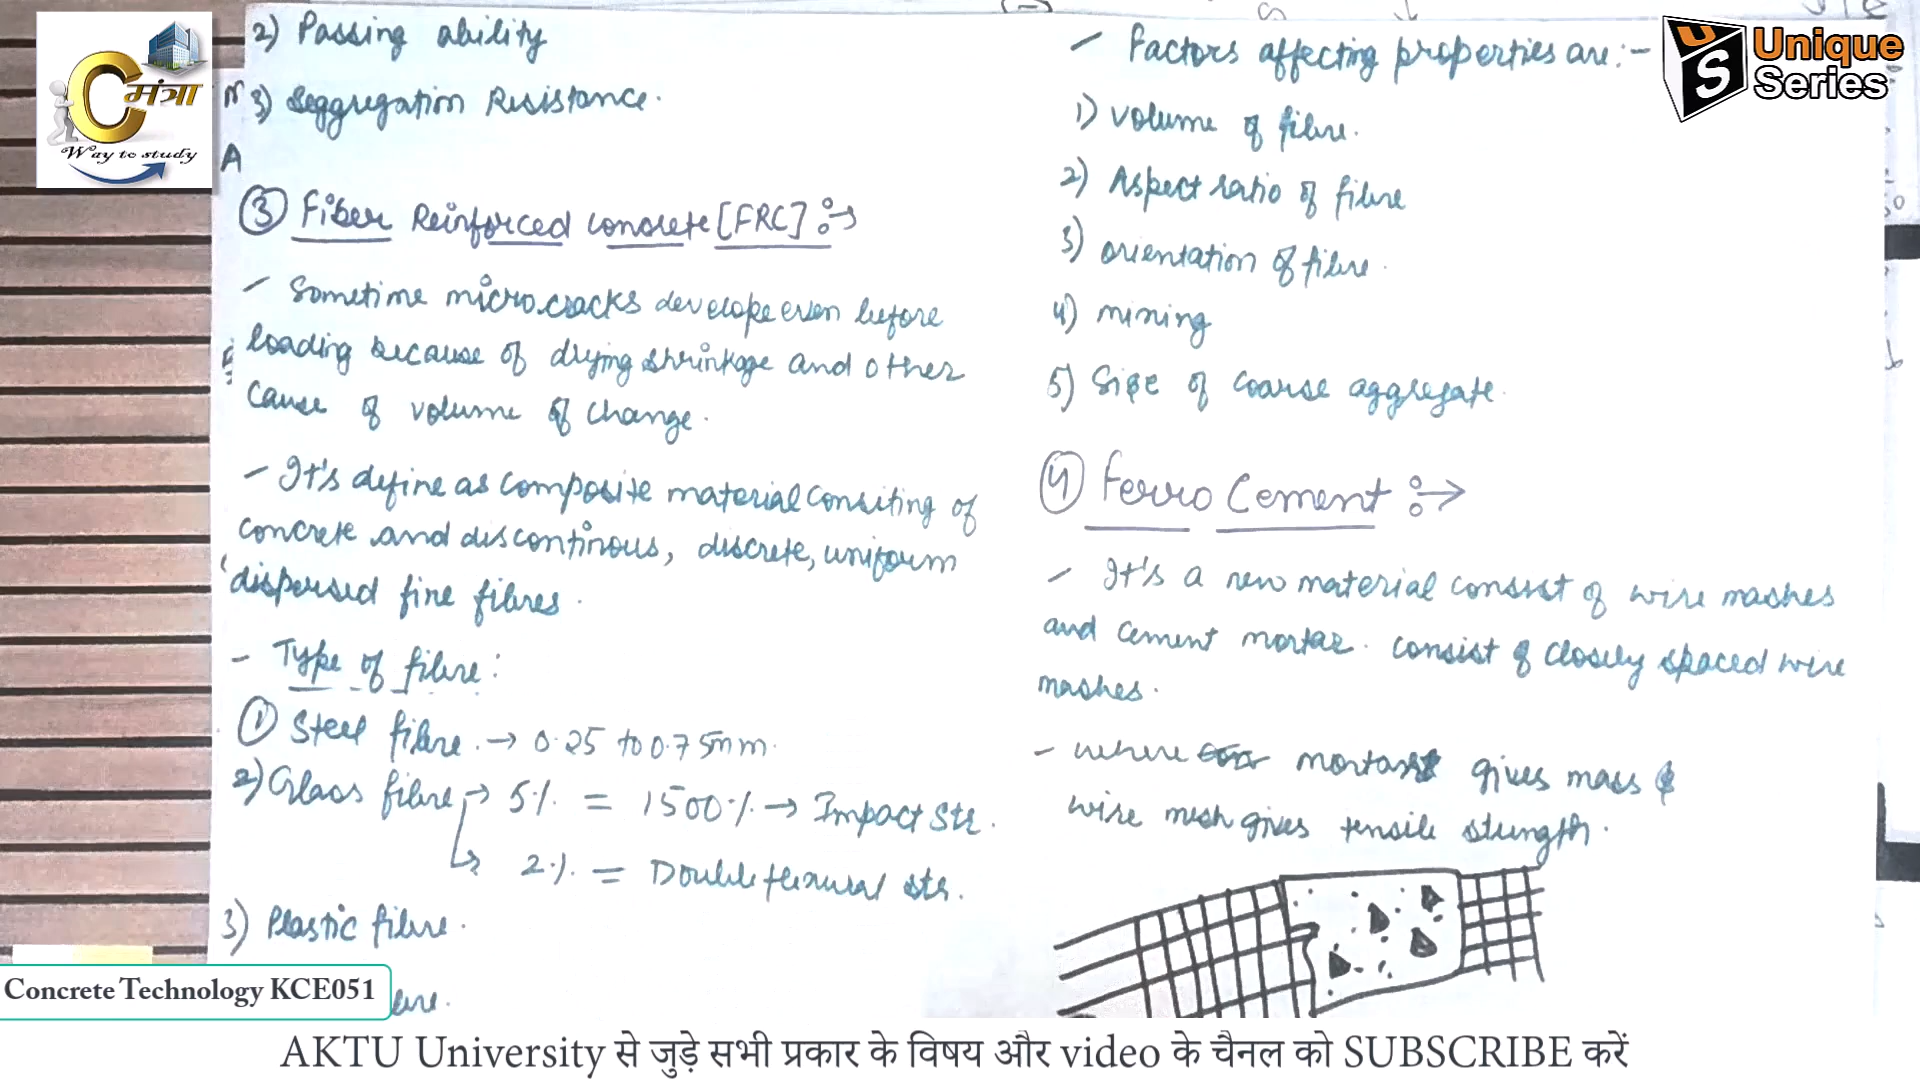 C मंत्रा
Way to study
Unique
Series
US
2) Passing ability
3) Seggregation Resistance.
A
③ Fiber Reinforced concrete [FRC] :→
- Sometime micro.cracks develope even before
loading because of drying shrinkage and other
cause of volume of change.
- It's define as composite material consiting of
concrete and discontinous, discrete, uniform
dispersed fine fibres.
- Type of fibre:
① Steel fibre. → 0.25 to 0.75mm.
2) Glass fibre → 5% = 1500% → Impact Str.
↳ 2% = Double flexural str.
3) Plastic fibre.
- Factors affecting properties are:-
1) volume of fibre.
2) Aspect ratio of fibre
3) orientation of fibre.
4) mixing
5) Size of coarse aggregate.
④ Ferro Cement :→
- It's a new material consist of wire mashes
and cement mortar. consist of closely spaced wire
mashes.
- where mortar gives mass &
wire mesh gives tensile strength.
Concrete Technology KCE051
AKTU University से जुड़े सभी प्रकार के विषय और video के चैनल को SUBSCRIBE करें